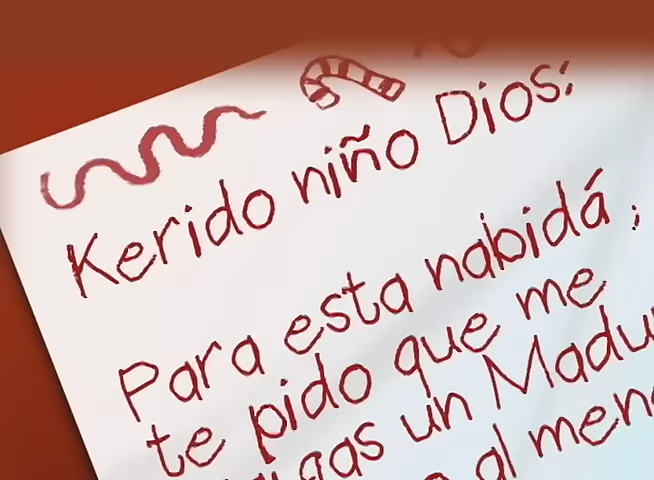 Kerido niño Dios:
Para esta nabidá,
te pido que me
un Madu
al men